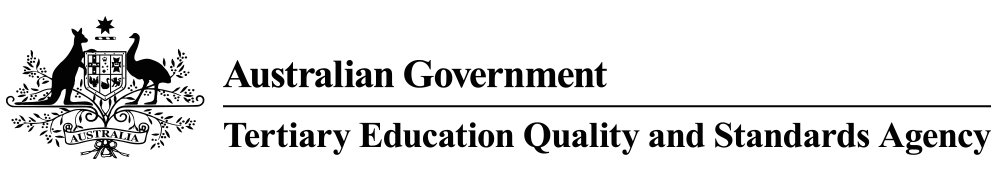 Australian Government
Tertiary Education Quality and Standards Agency
AUSTRALIA